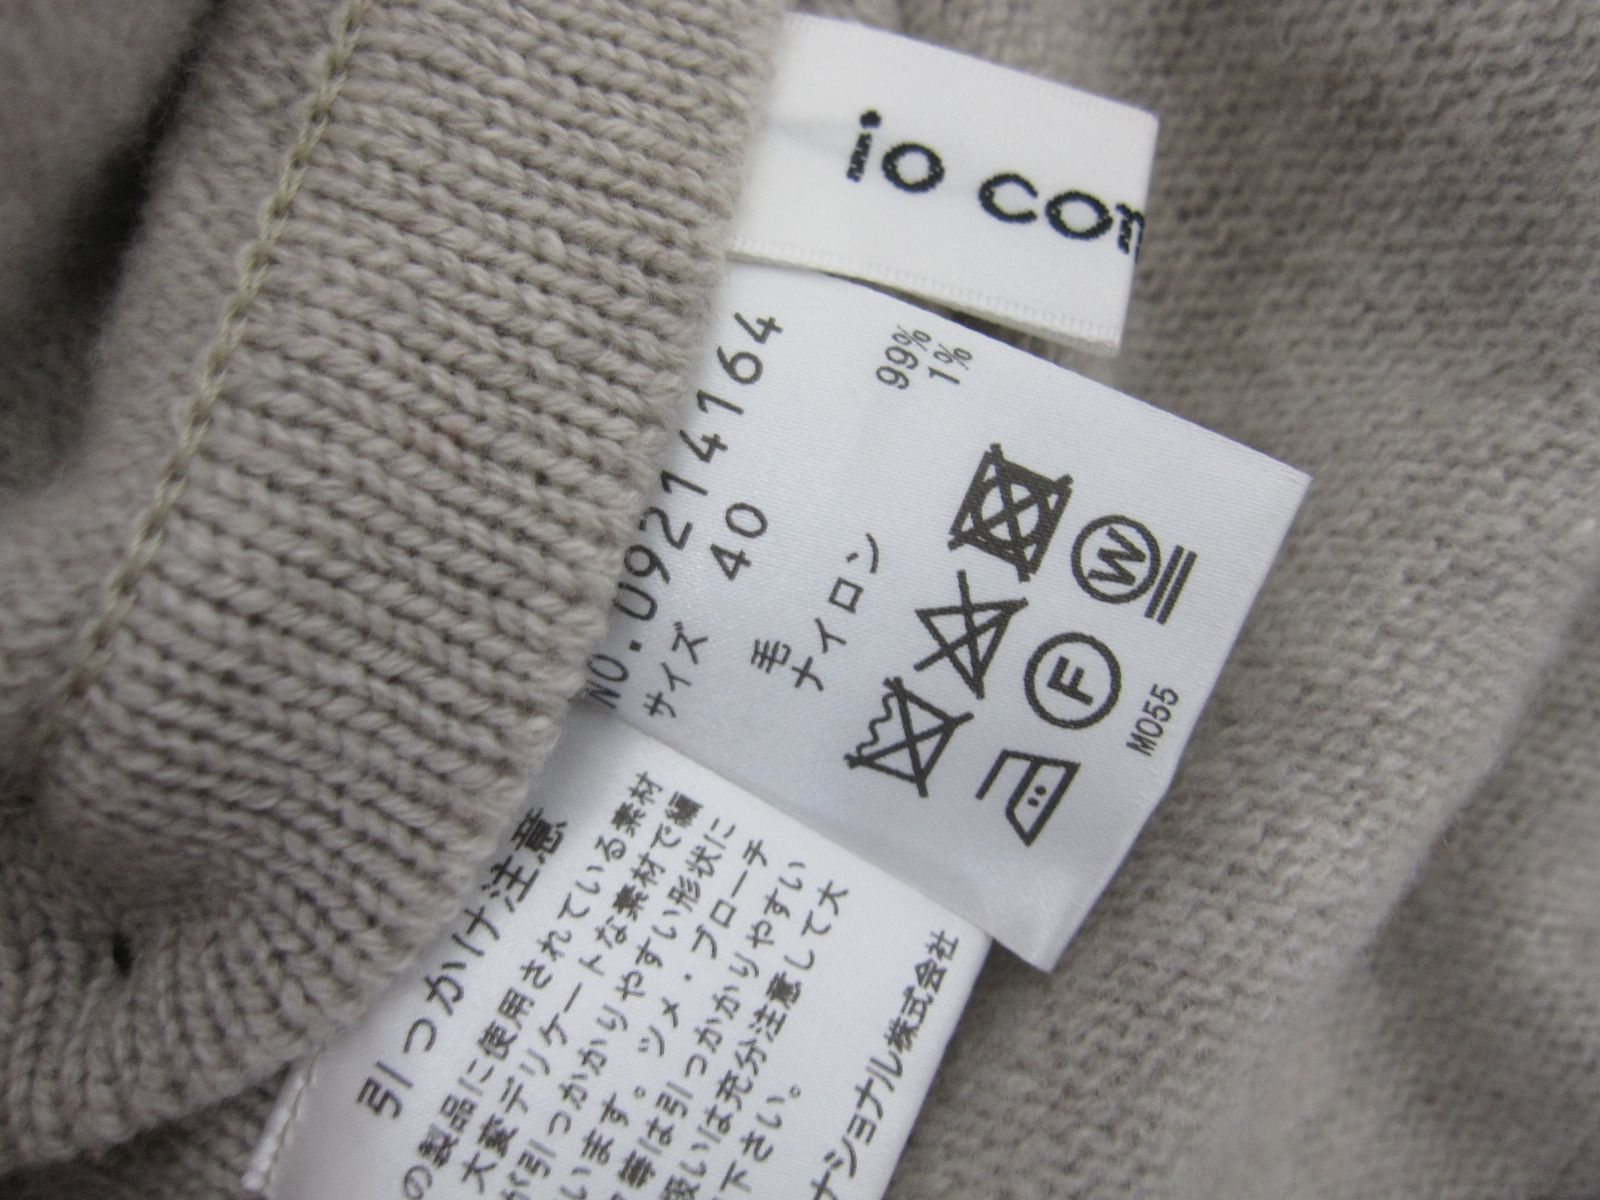 io com
NO.09214164
サイズ 40
毛 99%
ナイロン 1%
W
F
M055
引っかけ注意
の製品に使用されている素材
大変デリケートな素材で編
が引っかかりやすい形状に
います。ツメ・ブローチ
等は引っかかりやすい
扱いは充分注意して大
下さい。
ナショナル株式会社